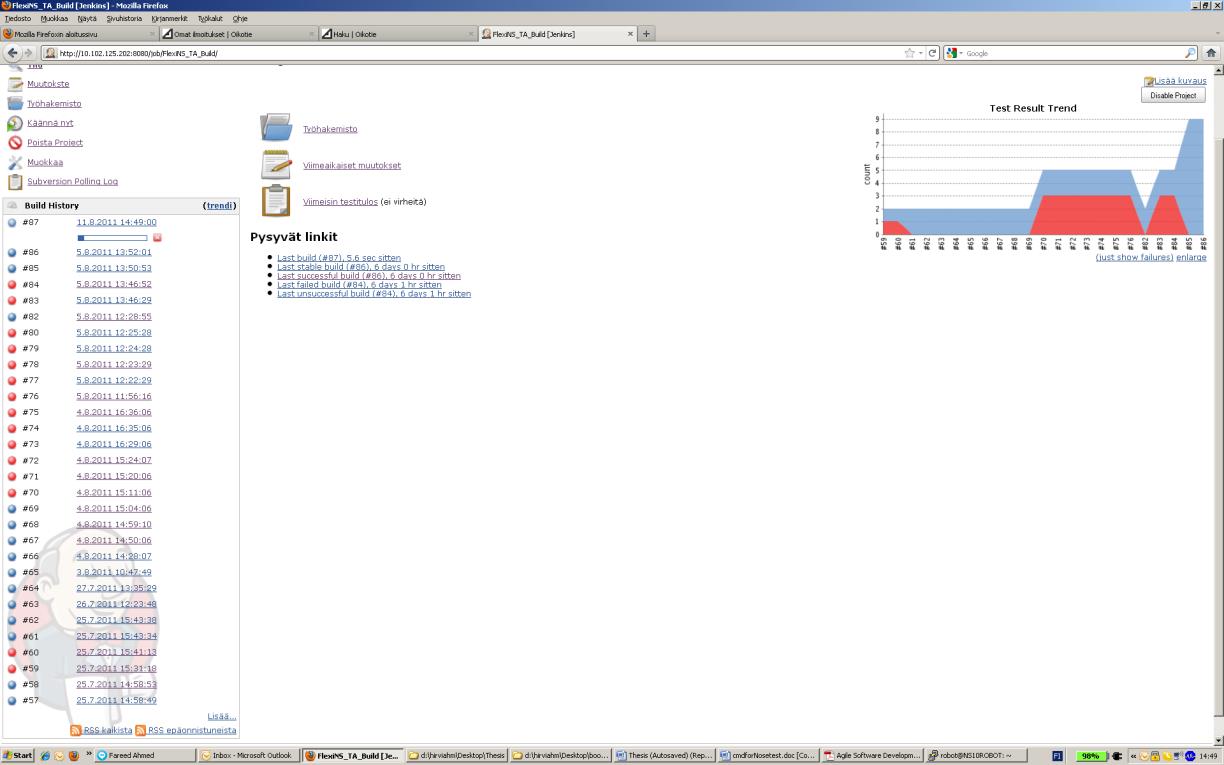 FlexiNS_TA_Build [Jenkins] - Mozilla Firefox
Tiedosto Muokkaa Näytä Sivuhistoria Kirjanmerkit Työkalut Ohje
Mozilla Firefoxin aloitussivu
Omat ilmoitukset | Oikotie
Haku | Oikotie
FlexiNS_TA_Build [Jenkins]
http://10.102.125.202:8080/job/FlexiNS_TA_Build/
Google
Tila
Muutokset
Työhakemisto
Käännä nyt
Poista Project
Muokkaa
Subversion Polling Log
Build History (trendi)
#87 11.8.2011 14:49:00
#86 5.8.2011 13:52:01
#85 5.8.2011 13:50:53
#84 5.8.2011 13:46:52
#83 5.8.2011 13:46:29
#82 5.8.2011 12:28:55
#80 5.8.2011 12:25:28
#79 5.8.2011 12:24:28
#78 5.8.2011 12:23:29
#77 5.8.2011 12:22:29
#76 5.8.2011 11:56:16
#75 4.8.2011 16:36:06
#74 4.8.2011 16:35:06
#73 4.8.2011 16:29:06
#72 4.8.2011 15:24:07
#71 4.8.2011 15:20:06
#70 4.8.2011 15:11:06
#69 4.8.2011 15:04:06
#68 4.8.2011 14:59:10
#67 4.8.2011 14:50:06
#66 4.8.2011 14:28:07
#65 3.8.2011 10:47:49
#64 27.7.2011 13:35:29
#63 26.7.2011 12:23:48
#62 25.7.2011 15:43:38
#61 25.7.2011 15:43:34
#60 25.7.2011 15:41:13
#59 25.7.2011 15:31:18
#58 25.7.2011 14:58:53
#57 25.7.2011 14:58:49
Lisää...
RSS kaikista RSS epäonnistuneista
Työhakemisto
Viimeaikaiset muutokset
Viimeisin testitulos (ei virheitä)
Pysyvät linkit
Last build (#87), 5.6 sec sitten
Last stable build (#86), 6 days 0 hr sitten
Last successful build (#86), 6 days 0 hr sitten
Last failed build (#84), 6 days 1 hr sitten
Last unsuccessful build (#84), 6 days 1 hr sitten
Lisää kuvaus
Disable Project
Test Result Trend
count
9
8
7
6
5
4
3
2
1
0
#59 #60 #61 #62 #63 #64 #65 #66 #67 #68 #69 #70 #71 #72 #75 #76 #77 #78 #82 #83 #84 #85 #86
(just show failures) enlarge
Start
Fareed Ahmed
Inbox - Microsoft Outlook
FlexiNS_TA_Build [Je...
d:\hirviahm\Desktop\Thesis
d:\hirviahm\Desktop\boo...
Thesis (Autosaved) (Rep...
cmdforNosetest.doc [Co...
Agile Software Developm...
robot@NS10ROBOT: ~
FI
98%
14:49